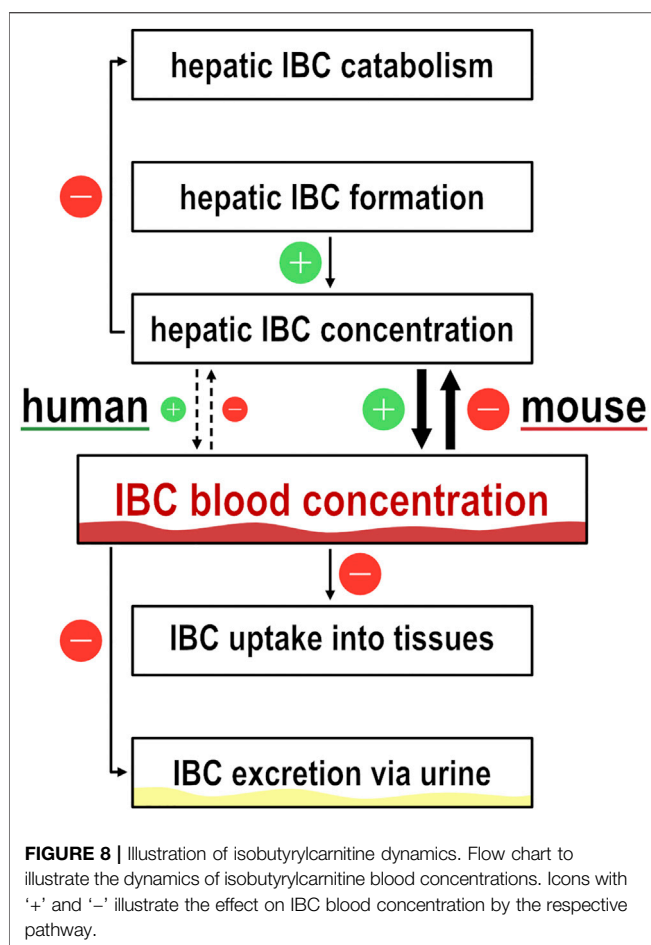 hepatic IBC catabolism
−
hepatic IBC formation
+
hepatic IBC concentration
human + − + − mouse
IBC blood concentration
−
IBC uptake into tissues
−
IBC excretion via urine
FIGURE 8 | Illustration of isobutyrylcarnitine dynamics. Flow chart to
illustrate the dynamics of isobutyrylcarnitine blood concentrations. Icons with
‘+’ and ‘−’ illustrate the effect on IBC blood concentration by the respective
pathway.